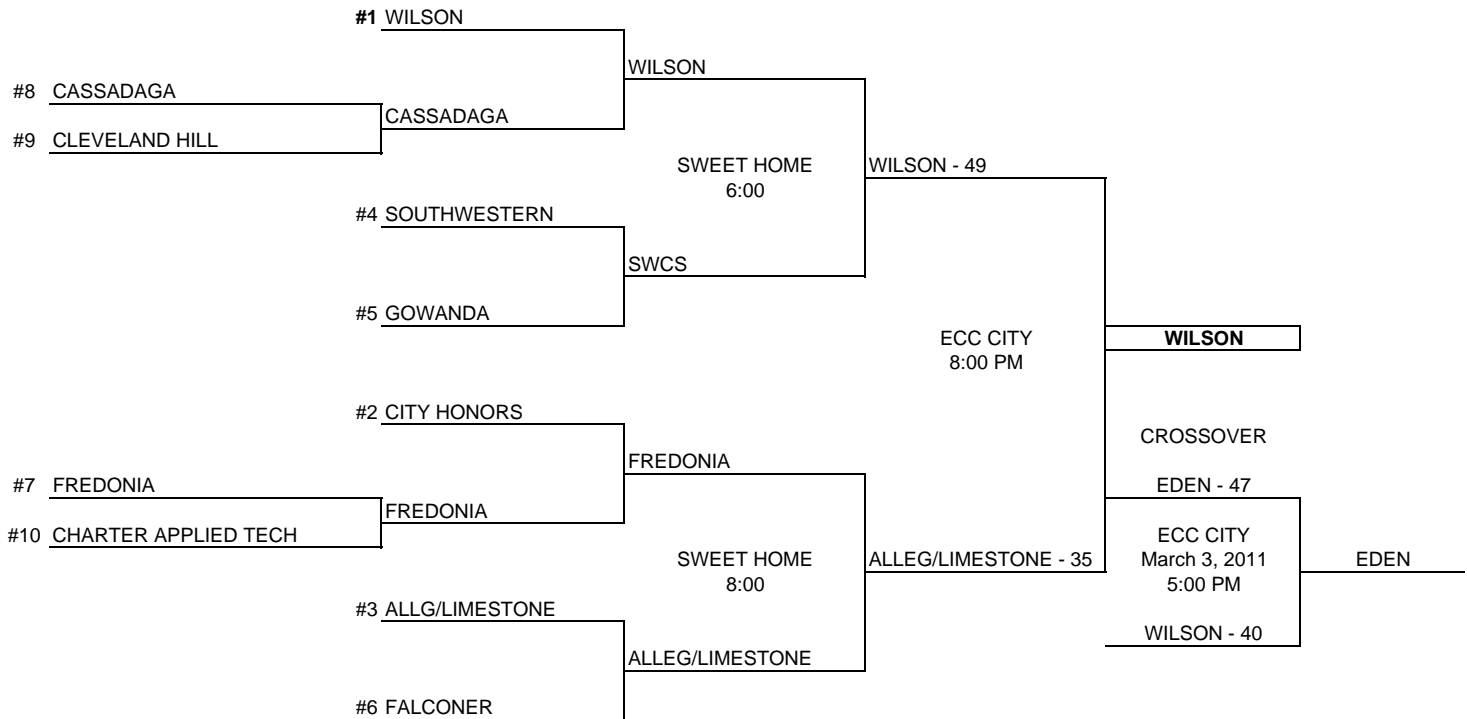 #1 WILSON
WILSON
#8 CASSADAGA
CASSADAGA
#9 CLEVELAND HILL
SWEET HOME
6:00
WILSON - 49
#4 SOUTHWESTERN
SWCS
#5 GOWANDA
ECC CITY
8:00 PM
WILSON
#2 CITY HONORS
CROSSOVER
FREDONIA
#7 FREDONIA
EDEN - 47
FREDONIA
#10 CHARTER APPLIED TECH
SWEET HOME
8:00
ALLEG/LIMESTONE - 35
ECC CITY
March 3, 2011
5:00 PM
EDEN
#3 ALLG/LIMESTONE
WILSON - 40
ALLEG/LIMESTONE
#6 FALCONER